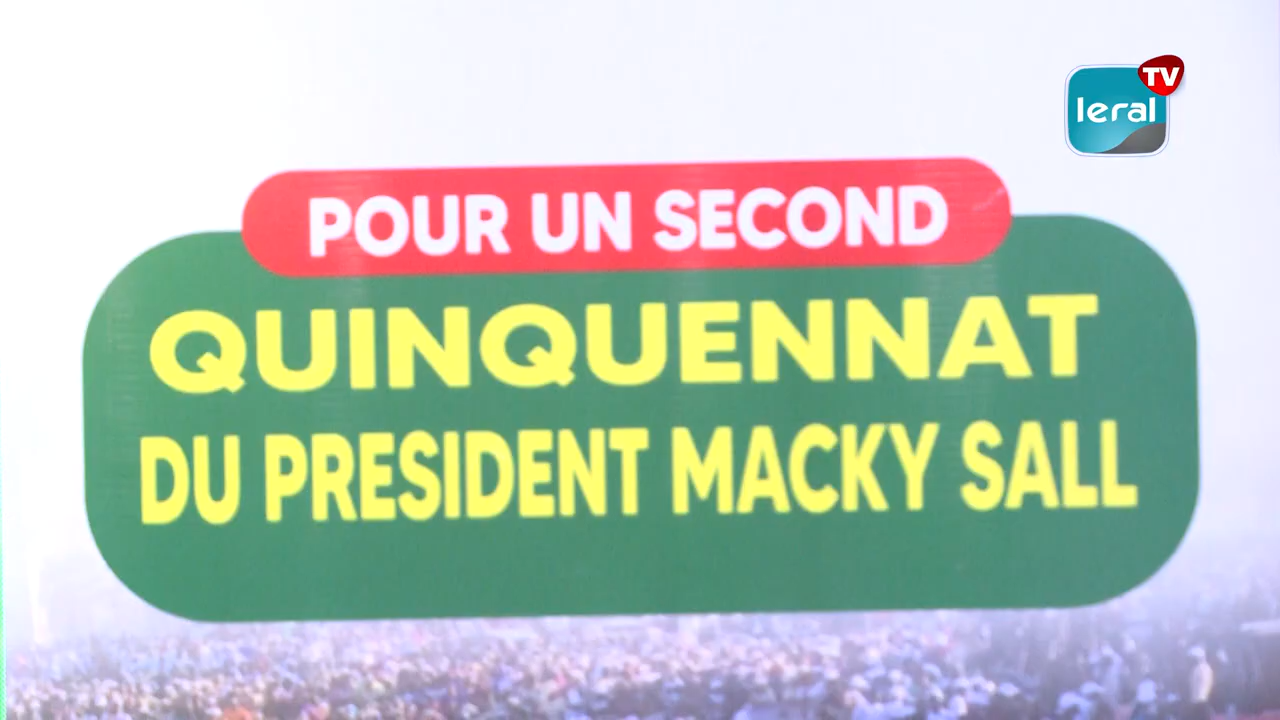 TV
leral
POUR UN SECOND
QUINQUENNAT
DU PRESIDENT MACKY SALL